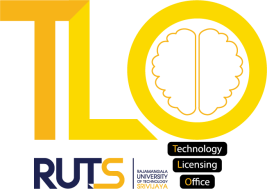 TLO
Technology
Licensing
Office
RUTS
RAJAMANGALA
UNIVERSITY
OF TECHNOLOGY
SRIVIJAYA